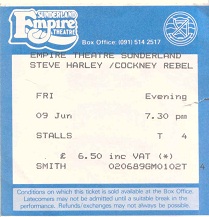 SUNDERLAND
Empire
THEATRE
Box Office: (091) 514 2517
EMPIRE THEATRE SUNDERLAND
STEVE HARLEY /COCKNEY REBEL
FRI Evening
09 Jun 7.30 pm
STALLS T 4
£ 6.50 inc VAT (*)
SMITH 020689GM0102T 4
Conditions on which this ticket is sold available at the Box Office.
Latecomers may not be admitted until a suitable break in the
performance. Refunds/exchanges may not always be possible.